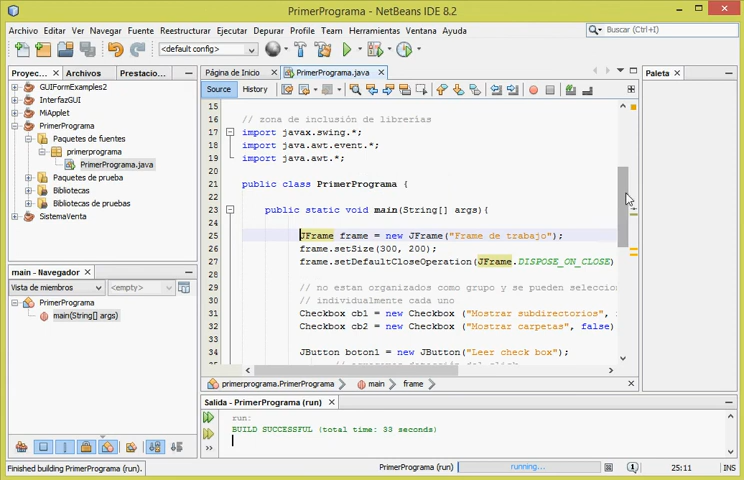 PrimerPrograma - NetBeans IDE 8.2
Archivo Editar Ver Navegar Fuente Reestructurar Ejecutar Depurar Profile Team Herramientas Ventana Ayuda
Buscar (Ctrl+I)
<default config>
Proyec...
Archivos
Prestacio...
GUIFormExamples2
InterfazGUI
MiApplet
PrimerPrograma
Paquetes de fuentes
primerprograma
PrimerPrograma.java
Paquetes de prueba
Bibliotecas
Bibliotecas de prueba
SistemaVenta
main - Navegador
Vista de miembros
<empty>
PrimerPrograma
main(String[] args)
Página de Inicio
PrimerPrograma.java
Source
History
15
16 // zona de inclusión de librerías
17 import javax.swing.*;
18 import java.awt.event.*;
19 import java.awt.*;
20
21 public class PrimerPrograma {
22
23 public static void main(String[] args){
24
25 JFrame frame = new JFrame("Frame de trabajo");
26 frame.setSize(300, 200);
27 frame.setDefaultCloseOperation(JFrame.DISPOSE_ON_CLOSE)
28
29 // no estan organizados como grupo y se pueden seleccio
30 // individualmente cada uno
31 Checkbox cb1 = new Checkbox ("Mostrar subdirectorios",
32 Checkbox cb2 = new Checkbox ("Mostrar carpetas", false)
33
34 JButton boton1 = new JButton("Leer check box");
primerprograma.PrimerPrograma
main
frame
Paleta
Salida - PrimerPrograma (run)
run:
BUILD SUCCESSFUL (total time: 33 seconds)
Finished building PrimerPrograma (run).
PrimerPrograma (run)
running...
1
25:11
INS